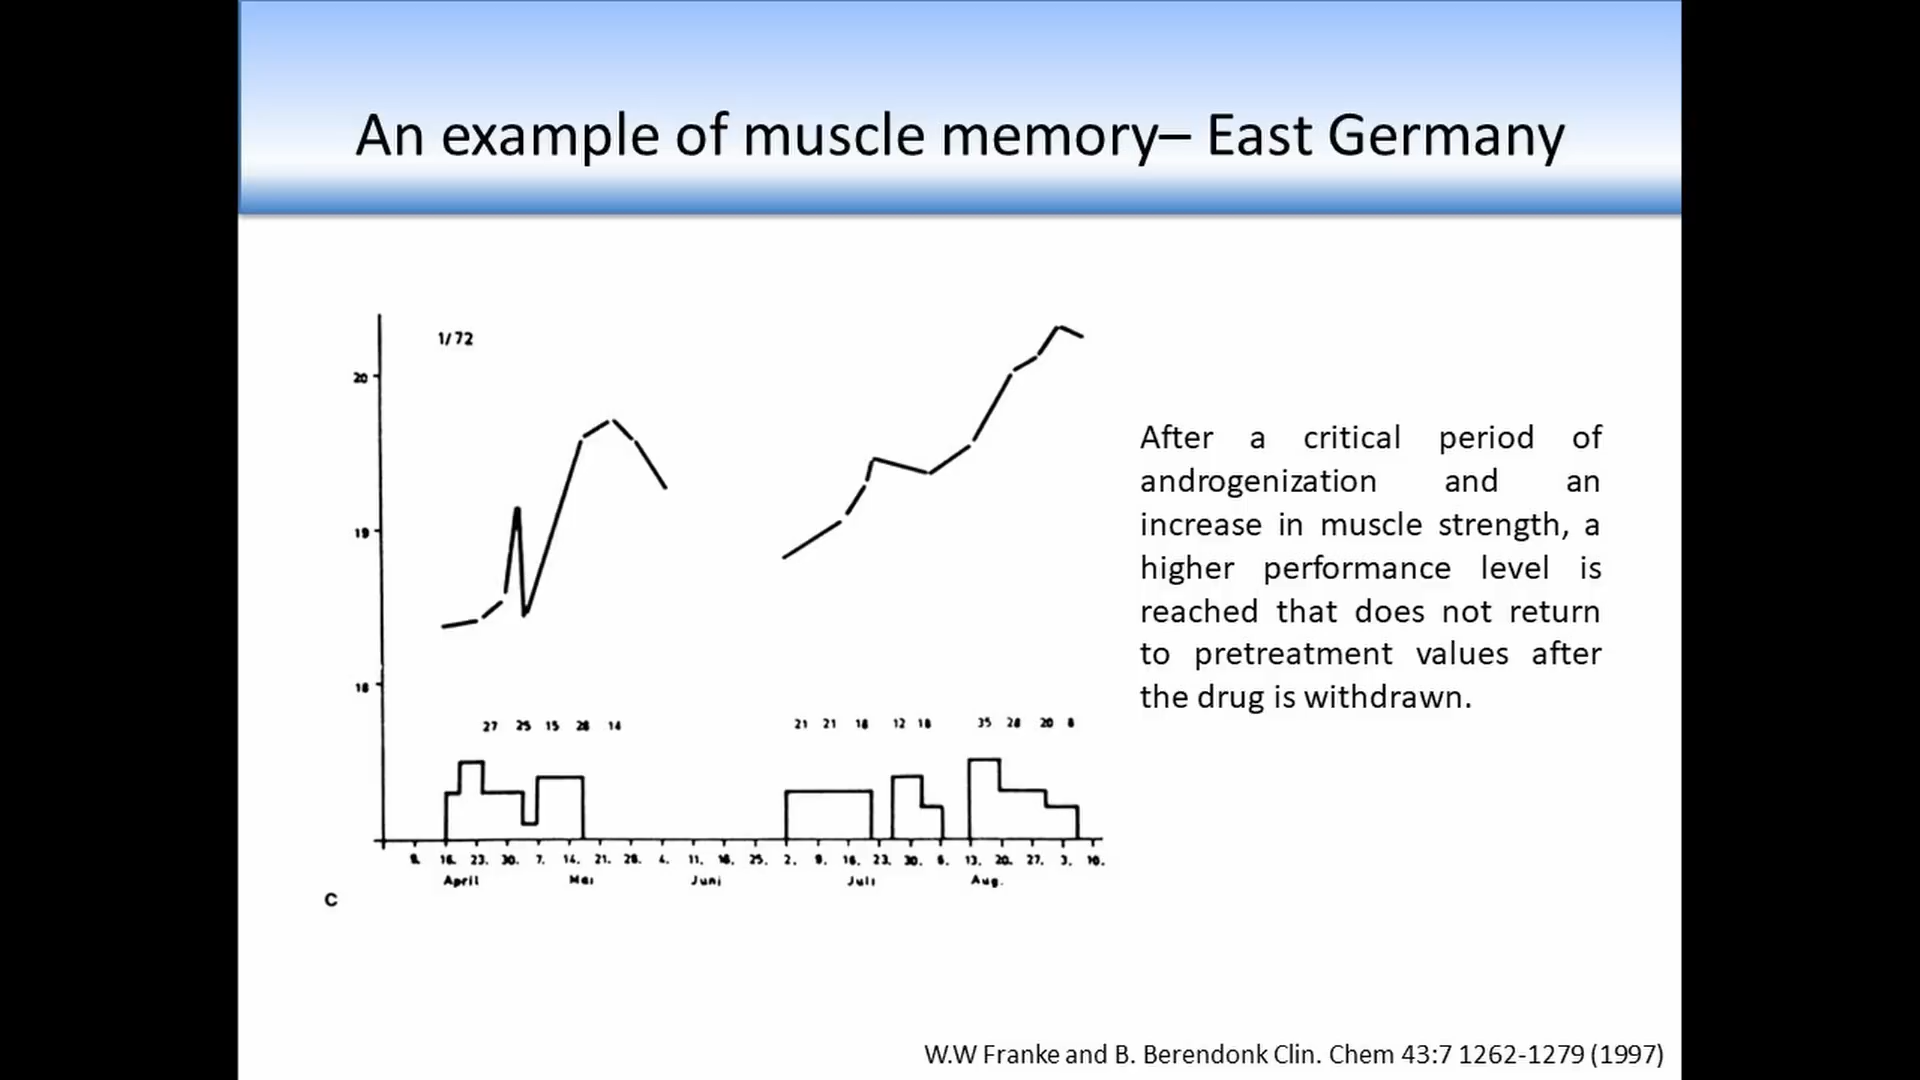 An example of muscle memory– East Germany
1/72
20
19
18
27 25 15 28 14
21 21 18 12 18 35 28 20 8
16. 23. 30. 7. 14. 21. 28. 4. 11. 18. 25. 2. 9. 16. 23. 30. 6. 13. 20. 27. 3. 10.
April Mai Juni Juli Aug.
C
After a critical period of
androgenization and an
increase in muscle strength, a
higher performance level is
reached that does not return
to pretreatment values after
the drug is withdrawn.
W.W Franke and B. Berendonk Clin. Chem 43:7 1262-1279 (1997)